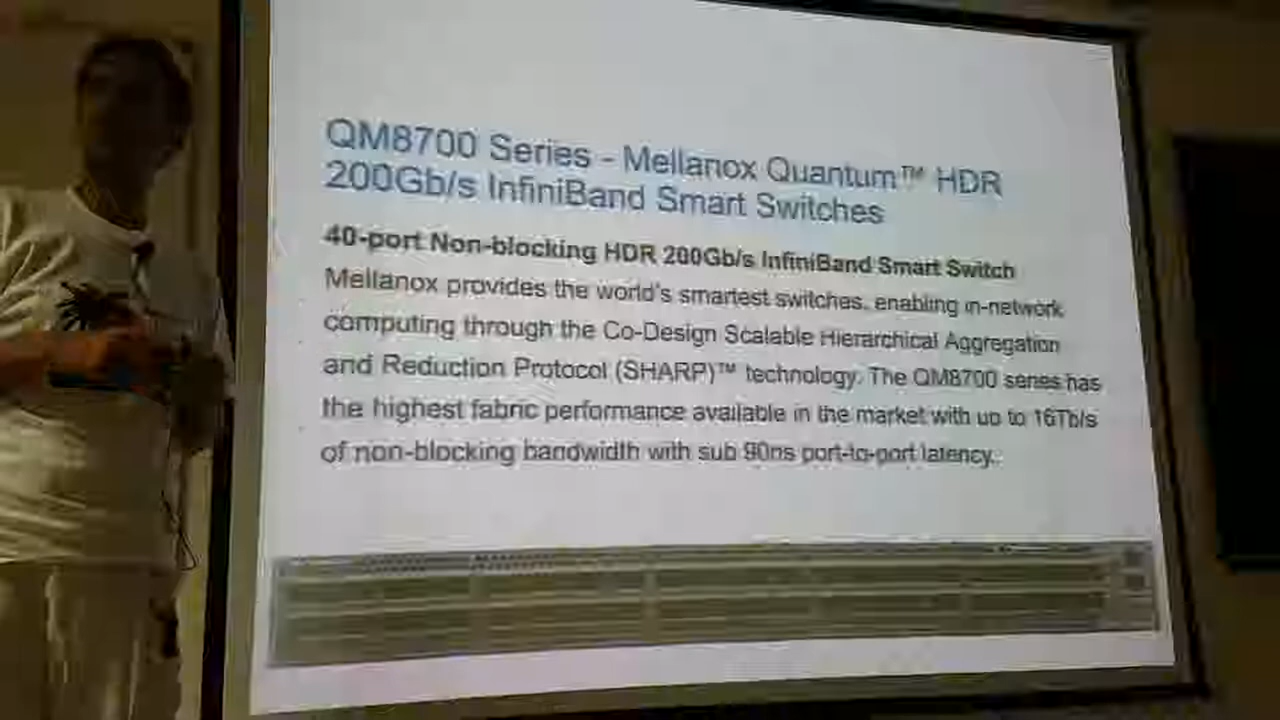 QM8700 Series - Mellanox Quantum™ HDR
200Gb/s InfiniBand Smart Switches
40-port Non-blocking HDR 200Gb/s InfiniBand Smart Switch
Mellanox provides the world's smartest switches, enabling in-network
computing through the Co-Design Scalable Hierarchical Aggregation
and Reduction Protocol (SHARP)™ technology. The QM8700 series has
the highest fabric performance available in the market with up to 16Tb/s
of non-blocking bandwidth with sub 90ns port-to-port latency.